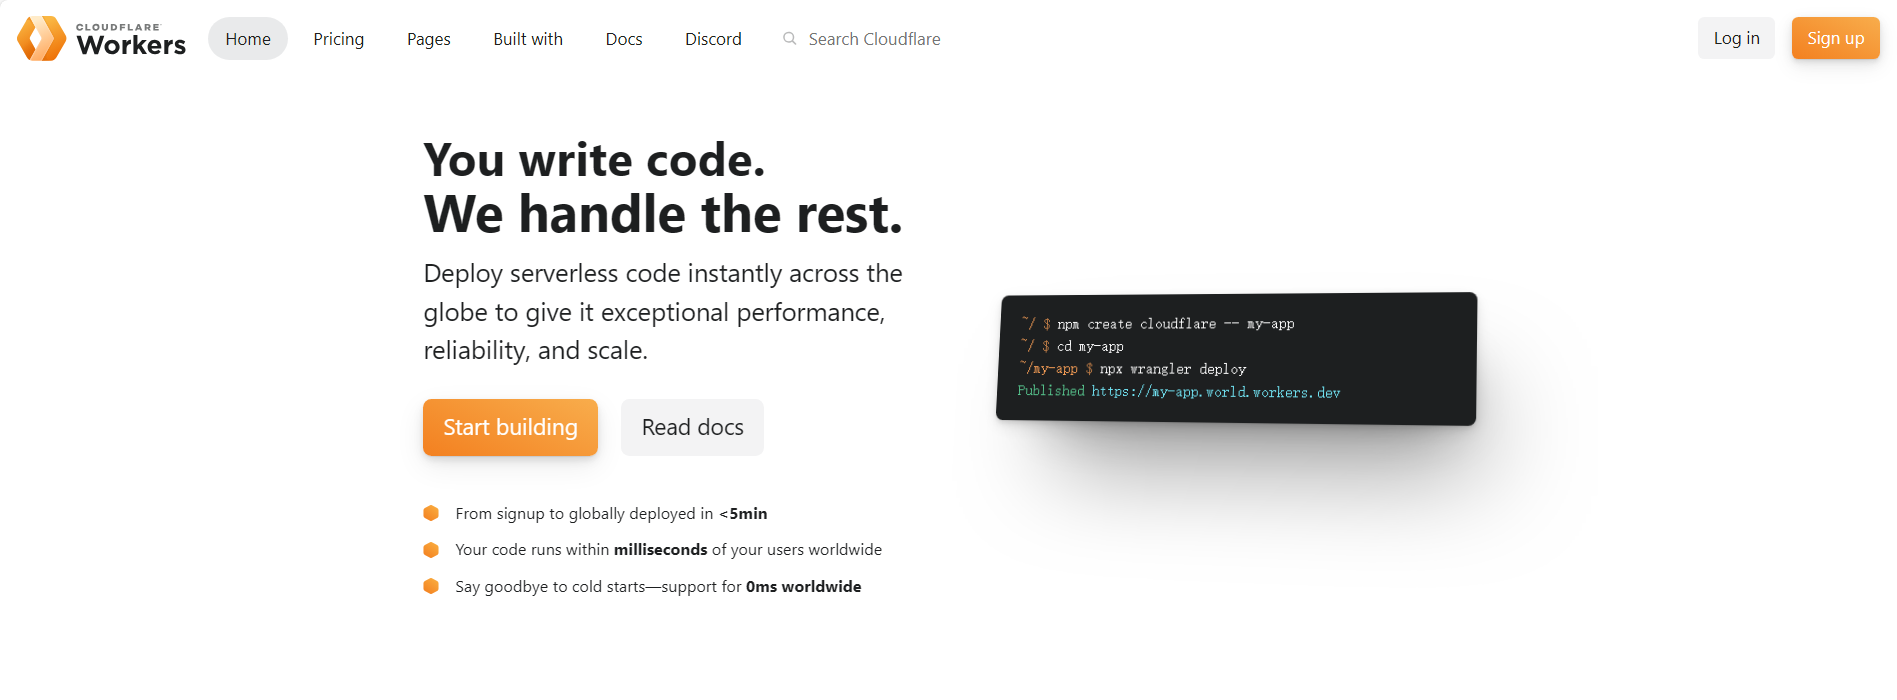 CLOUDFLARE
Workers
Home
Pricing
Pages
Built with
Docs
Discord
Search Cloudflare
Log in
Sign up
You write code.
We handle the rest.
Deploy serverless code instantly across the
globe to give it exceptional performance,
reliability, and scale.
Start building
Read docs
From signup to globally deployed in <5min
Your code runs within milliseconds of your users worldwide
Say goodbye to cold starts—support for 0ms worldwide
~/ $ npm create cloudflare -- my-app
~/ $ cd my-app
~/my-app $ npx wrangler deploy
Published https://my-app.world.workers.dev